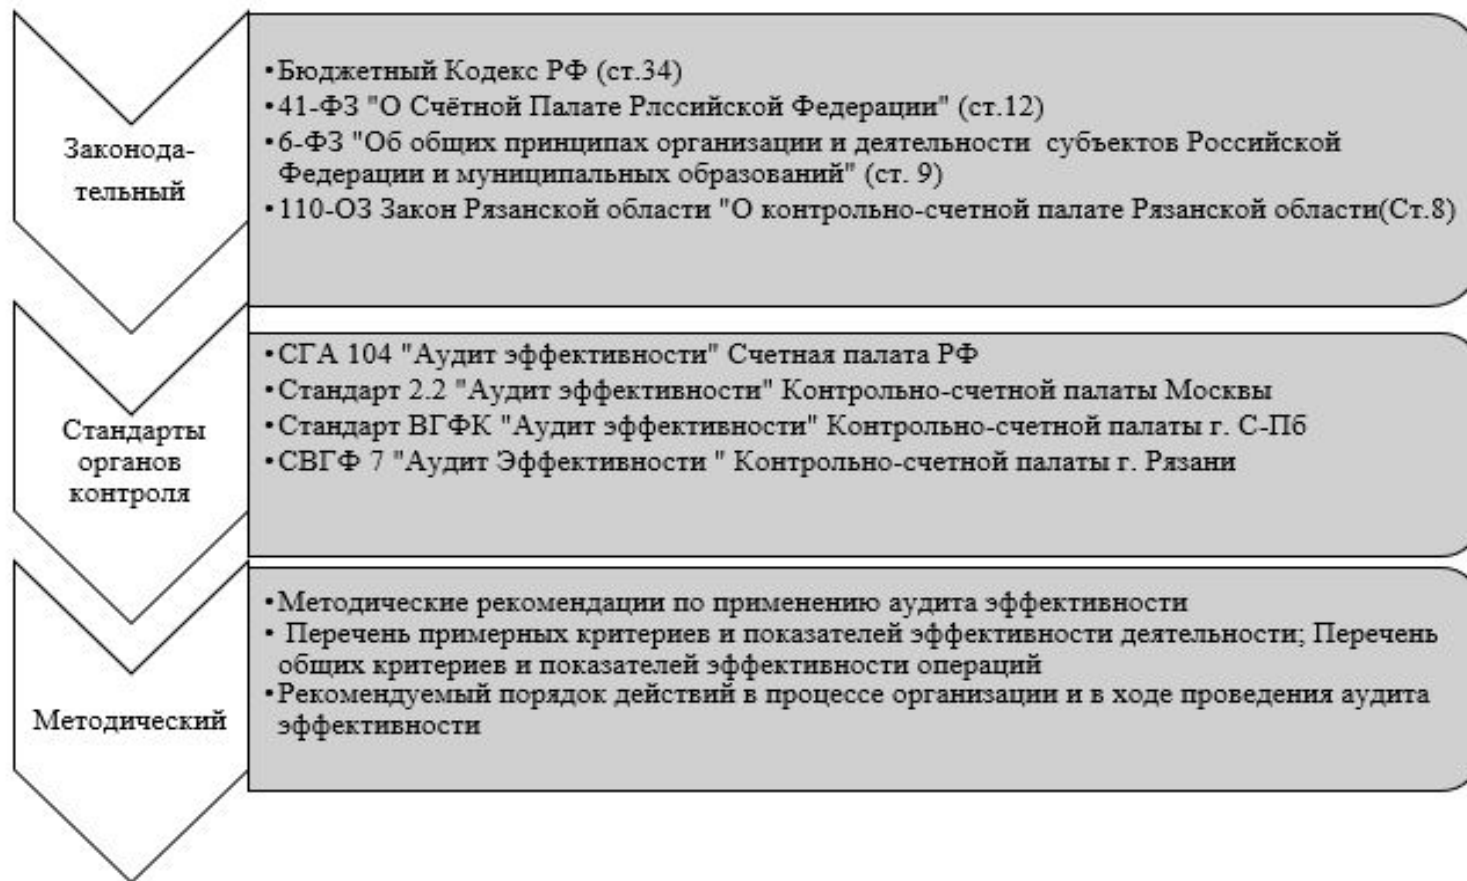 Законода-
тельный
•Бюджетный Кодекс РФ (ст.34)
•41-ФЗ "О Счётной Палате Рлссийской Федерации" (ст.12)
•6-ФЗ "Об общих принципах организации и деятельности субъектов Российской
Федерации и муниципальных образований" (ст. 9)
•110-ОЗ Закон Рязанской области "О контрольно-счетной палате Рязанской области(Ст.8)
Стандарты
органов
контроля
•СГА 104 "Аудит эффективности" Счетная палата РФ
•Стандарт 2.2 "Аудит эффективности" Контрольно-счетной палаты Москвы
•Стандарт ВГФК "Аудит эффективности" Контрольно-счетной палаты г. С-Пб
•СВГФ 7 "Аудит Эффективности " Контрольно-счетной палаты г. Рязани
Методический
•Методические рекомендации по применению аудита эффективности
• Перечень примерных критериев и показателей эффективности деятельности; Перечень
общих критериев и показателей эффективности операций
•Рекомендуемый порядок действий в процессе организации и в ходе проведения аудита
эффективности